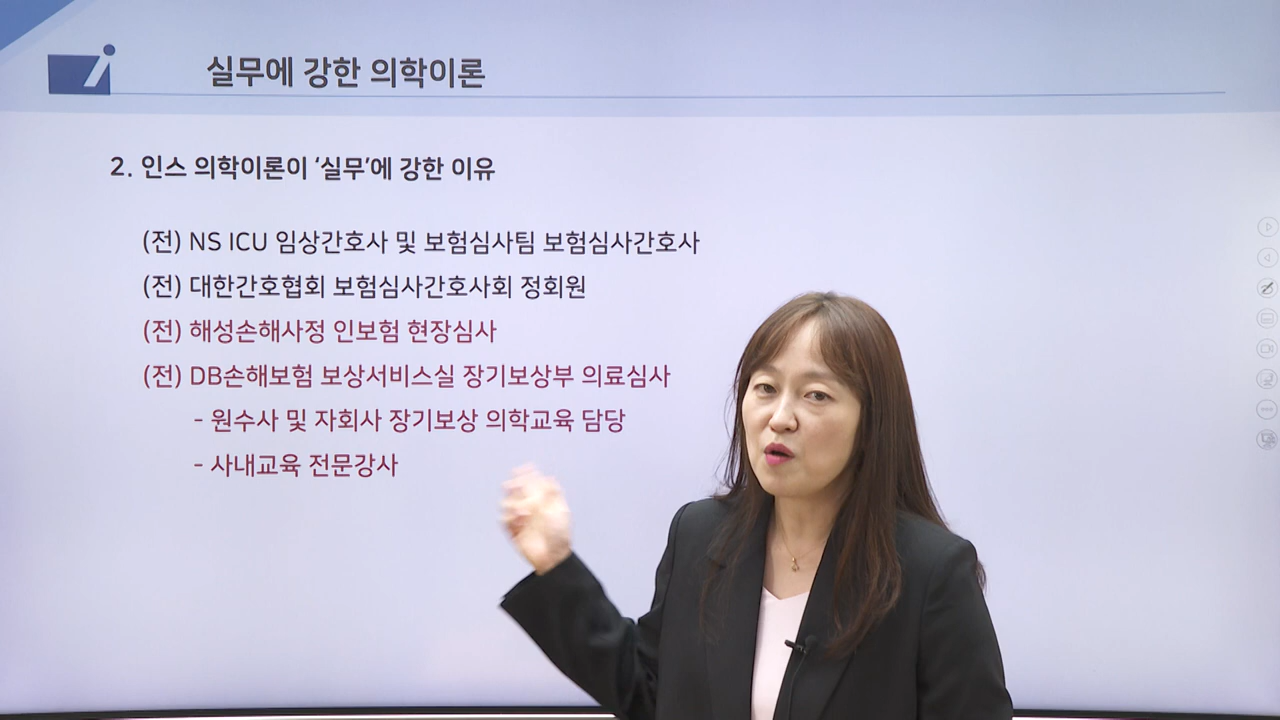 실무에 강한 의학이론
2. 인스 의학이론이 ‘실무’에 강한 이유
(전) NS ICU 임상간호사 및 보험심사팀 보험심사간호사
(전) 대한간호협회 보험심사간호사회 정회원
(전) 해성손해사정 인보험 현장심사
(전) DB손해보험 보상서비스실 장기보상부 의료심사
- 원수사 및 자회사 장기보상 의학교육 담당
- 사내교육 전문강사